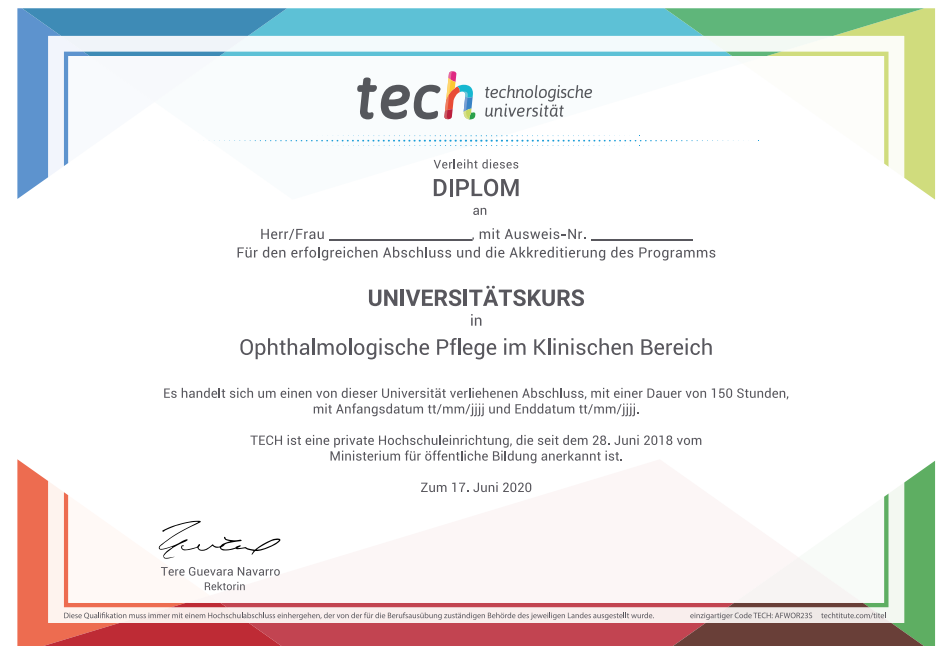 tech technologische
universität
Verleiht dieses
DIPLOM
an
Herr/Frau ____________, mit Ausweis-Nr. ____________
Für den erfolgreichen Abschluss und die Akkreditierung des Programms
UNIVERSITÄTSKURS
in
Ophthalmologische Pflege im Klinischen Bereich
Es handelt sich um einen von dieser Universität verliehenen Abschluss, mit einer Dauer von 150 Stunden,
mit Anfangsdatum tt/mm/jjjj und Enddatum tt/mm/jjjj.
TECH ist eine private Hochschuleinrichtung, die seit dem 28. Juni 2018 vom
Ministerium für öffentliche Bildung anerkannt ist.
Zum 17. Juni 2020
Tere Guevara Navarro
Rektorin
Diese Qualifikation muss immer mit einem Hochschulabschluss einhergehen, der von der für die Berufsausübung zuständigen Behörde des jeweiligen Landes ausgestellt wurde. einzigartiger Code TECH: AFWOR23S techtitute.com/titel